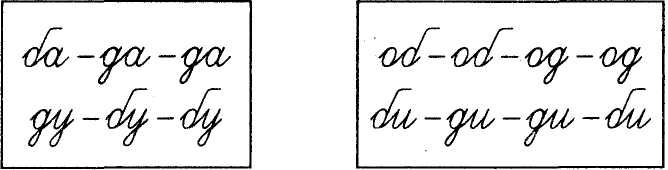 ба – да – да
ду – бу – бу
об – об – од – од
би – ди – ди – би